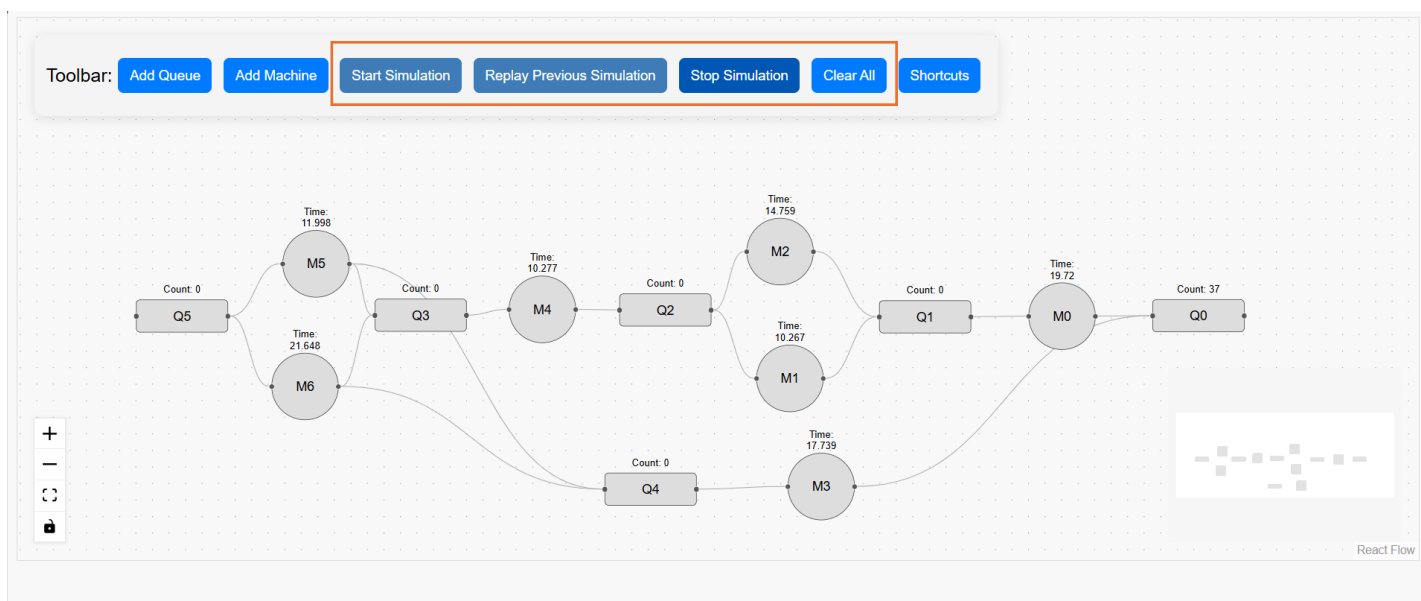 Toolbar: Add Queue Add Machine Start Simulation Replay Previous Simulation Stop Simulation Clear All Shortcuts
Time:
11.998
M5
Time:
14.759
M2
Time:
10.277
M4
Time:
19.72
M0
Count: 0
Q5
Count: 0
Q3
Count: 0
Q2
Count: 0
Q1
Count: 37
Q0
Time:
21.648
M6
Time:
10.267
M1
Count: 0
Q4
Time:
17.739
M3
React Flow